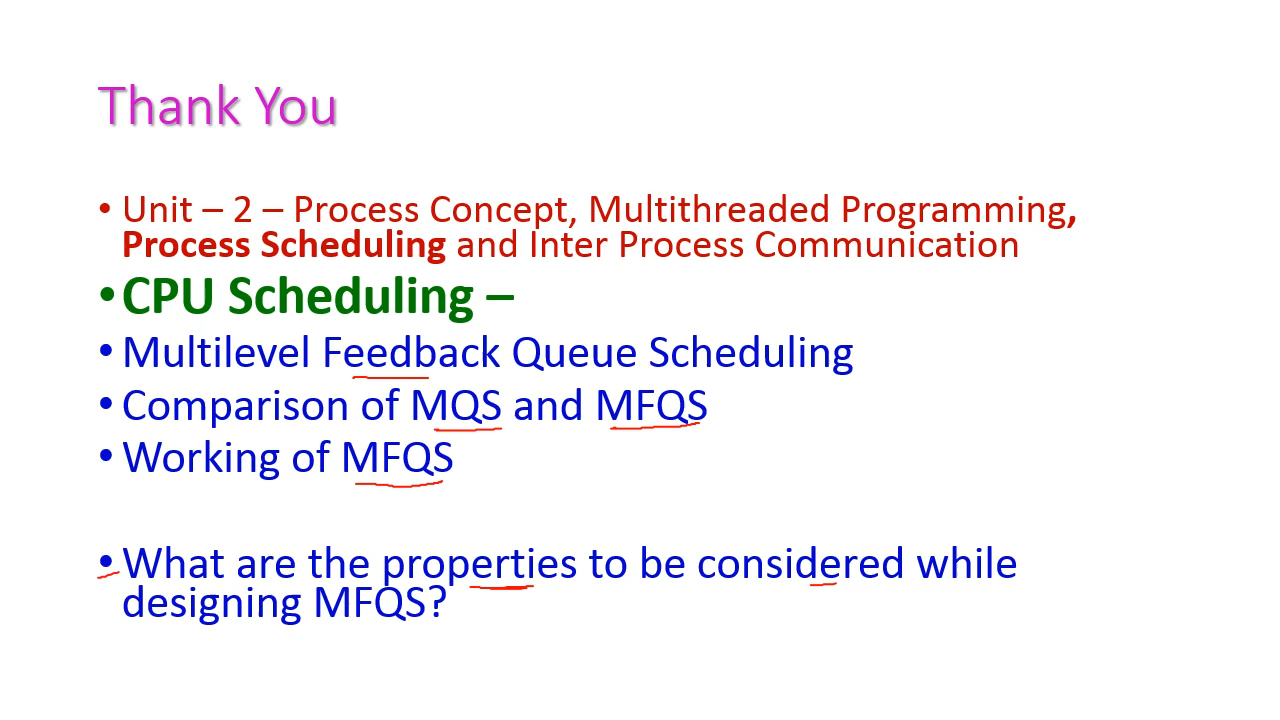 Thank You
• Unit – 2 – Process Concept, Multithreaded Programming,
Process Scheduling and Inter Process Communication
• CPU Scheduling –
• Multilevel Feedback Queue Scheduling
• Comparison of MQS and MFQS
• Working of MFQS
• What are the properties to be considered while
designing MFQS?